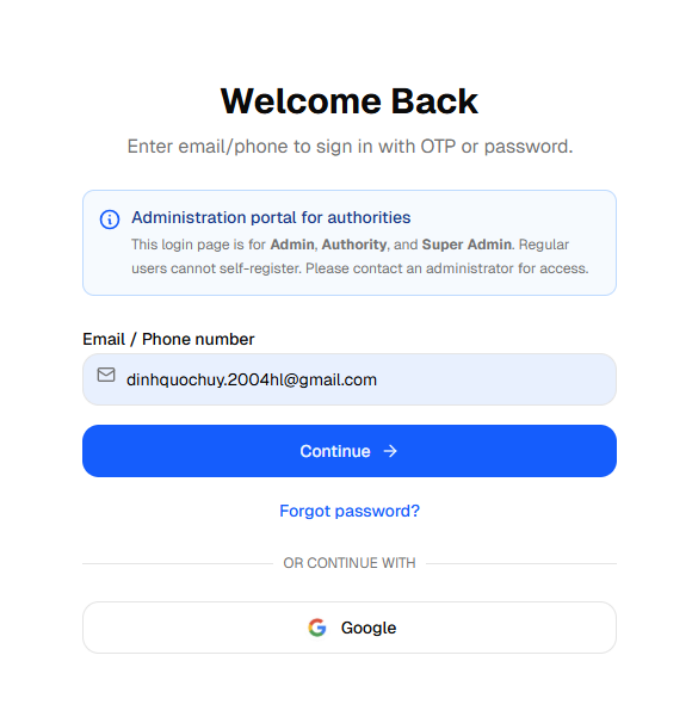 Welcome Back
Enter email/phone to sign in with OTP or password.
Administration portal for authorities
This login page is for Admin, Authority, and Super Admin. Regular
users cannot self-register. Please contact an administrator for access.
Email / Phone number
dinhquochuy.2004hl@gmail.com
Continue →
Forgot password?
OR CONTINUE WITH
Google